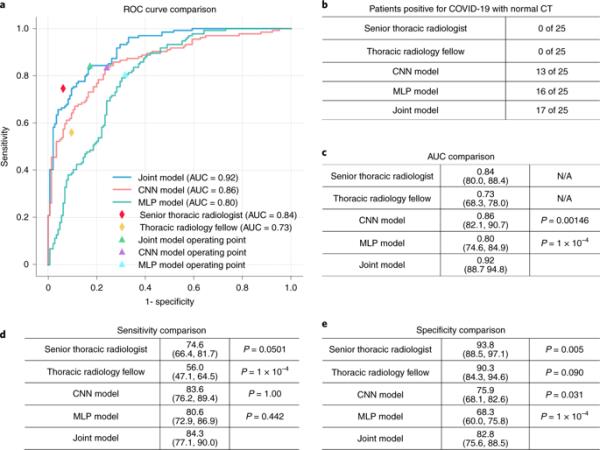 a
ROC curve comparison
1.0
0.8
0.6
0.4
0.2
0
Sensitivity
0
0.2
0.4
0.6
0.8
1.0
1- specificity
Joint model (AUC = 0.92)
CNN model (AUC = 0.86)
MLP model (AUC = 0.80)
Senior thoracic radiologist (AUC = 0.84)
Thoracic radiology fellow (AUC = 0.73)
Joint model operating point
CNN model operating point
MLP model operating point
b
Patients positive for COVID-19 with normal CT
Senior thoracic radiologist 0 of 25
Thoracic radiology fellow 0 of 25
CNN model 13 of 25
MLP model 16 of 25
Joint model 17 of 25
c
AUC comparison
Senior thoracic radiologist 0.84 (80.0, 88.4) N/A
Thoracic radiology fellow 0.73 (68.3, 78.0) N/A
CNN model 0.86 (82.1, 90.7) P = 0.00146
MLP model 0.80 (74.6, 84.9) P = 1 × 10⁻⁴
Joint model 0.92 (88.7 94.8)
d
Sensitivity comparison
Senior thoracic radiologist 74.6 (66.4, 81.7) P = 0.0501
Thoracic radiology fellow 56.0 (47.1, 64.5) P = 1 × 10⁻⁴
CNN model 83.6 (76.2, 89.4) P = 1.00
MLP model 80.6 (72.9, 86.9) P = 0.442
Joint model 84.3 (77.1, 90.0)
e
Specificity comparison
Senior thoracic radiologist 93.8 (88.5, 97.1) P = 0.005
Thoracic radiology fellow 90.3 (84.3, 94.6) P = 0.090
CNN model 75.9 (68.1, 82.6) P = 0.031
MLP model 68.3 (60.0, 75.8) P = 1 × 10⁻⁴
Joint model 82.8 (75.6, 88.5)